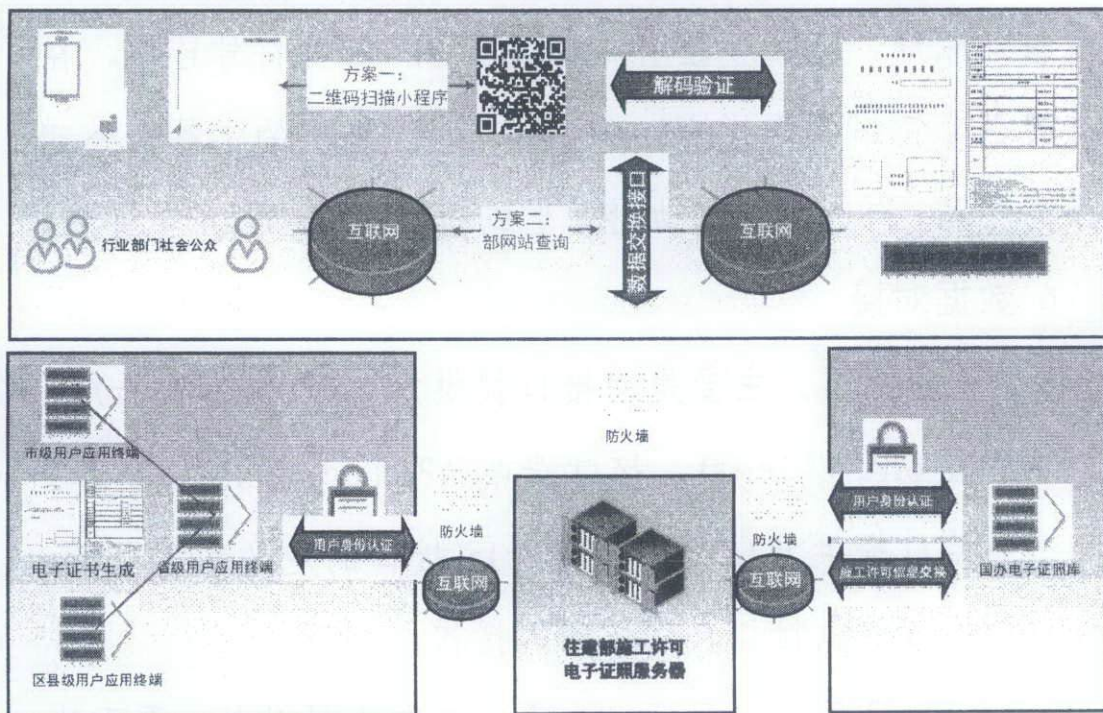 方案一：
二维码扫描小程序
解码验证
行业部门社会公众
互联网
方案二：
部网站查询
数据交换接口
互联网
市级用户应用终端
电子证书生成
省级用户应用终端
区县级用户应用终端
用户身份认证
防火墙
互联网
防火墙
住建部施工许可
电子证照服务器
防火墙
互联网
用户身份认证
施工许可信息交换
国办电子证照库